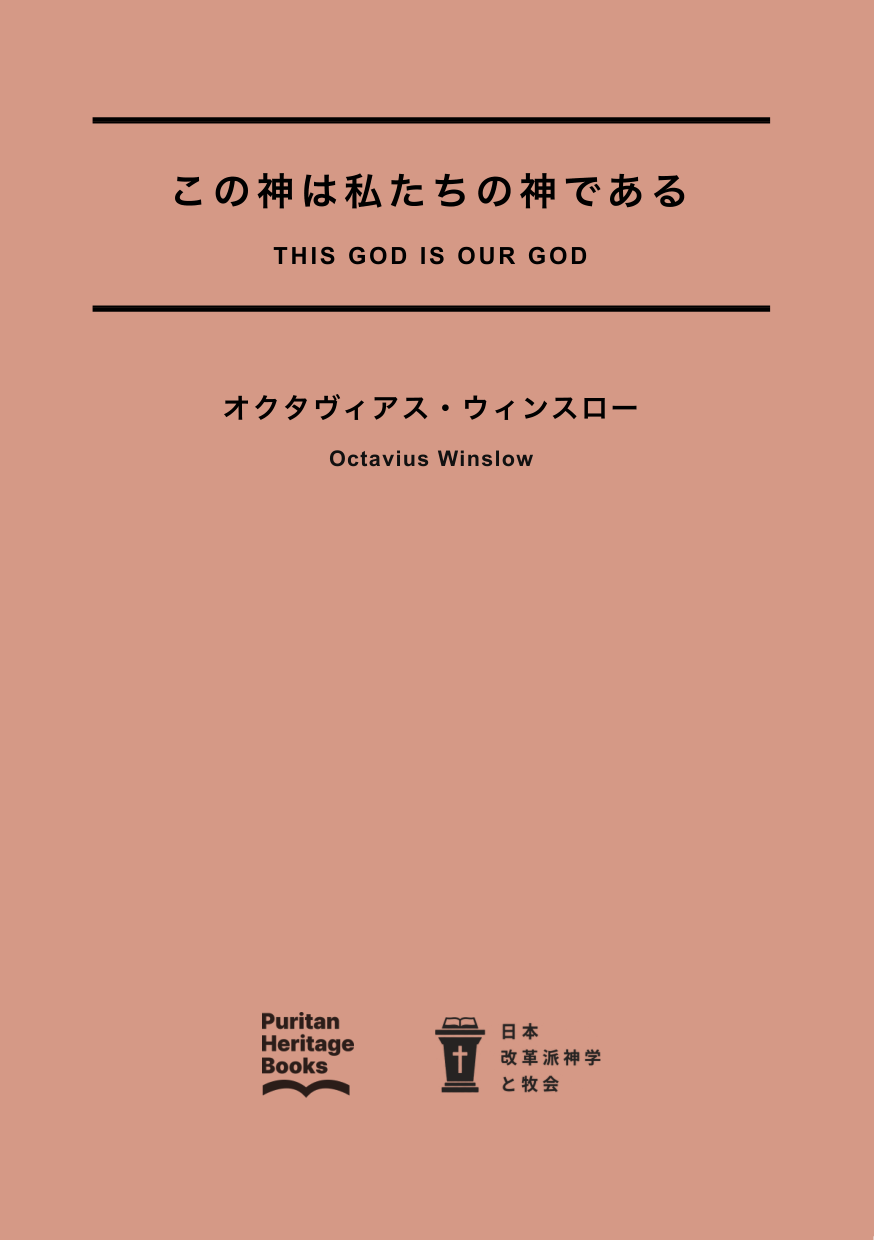 この神は私たちの神である
THIS GOD IS OUR GOD
オクタヴィアス・ウィンスロー
Octavius Winslow
Puritan
Heritage
Books
日本
改革派神学
と牧会